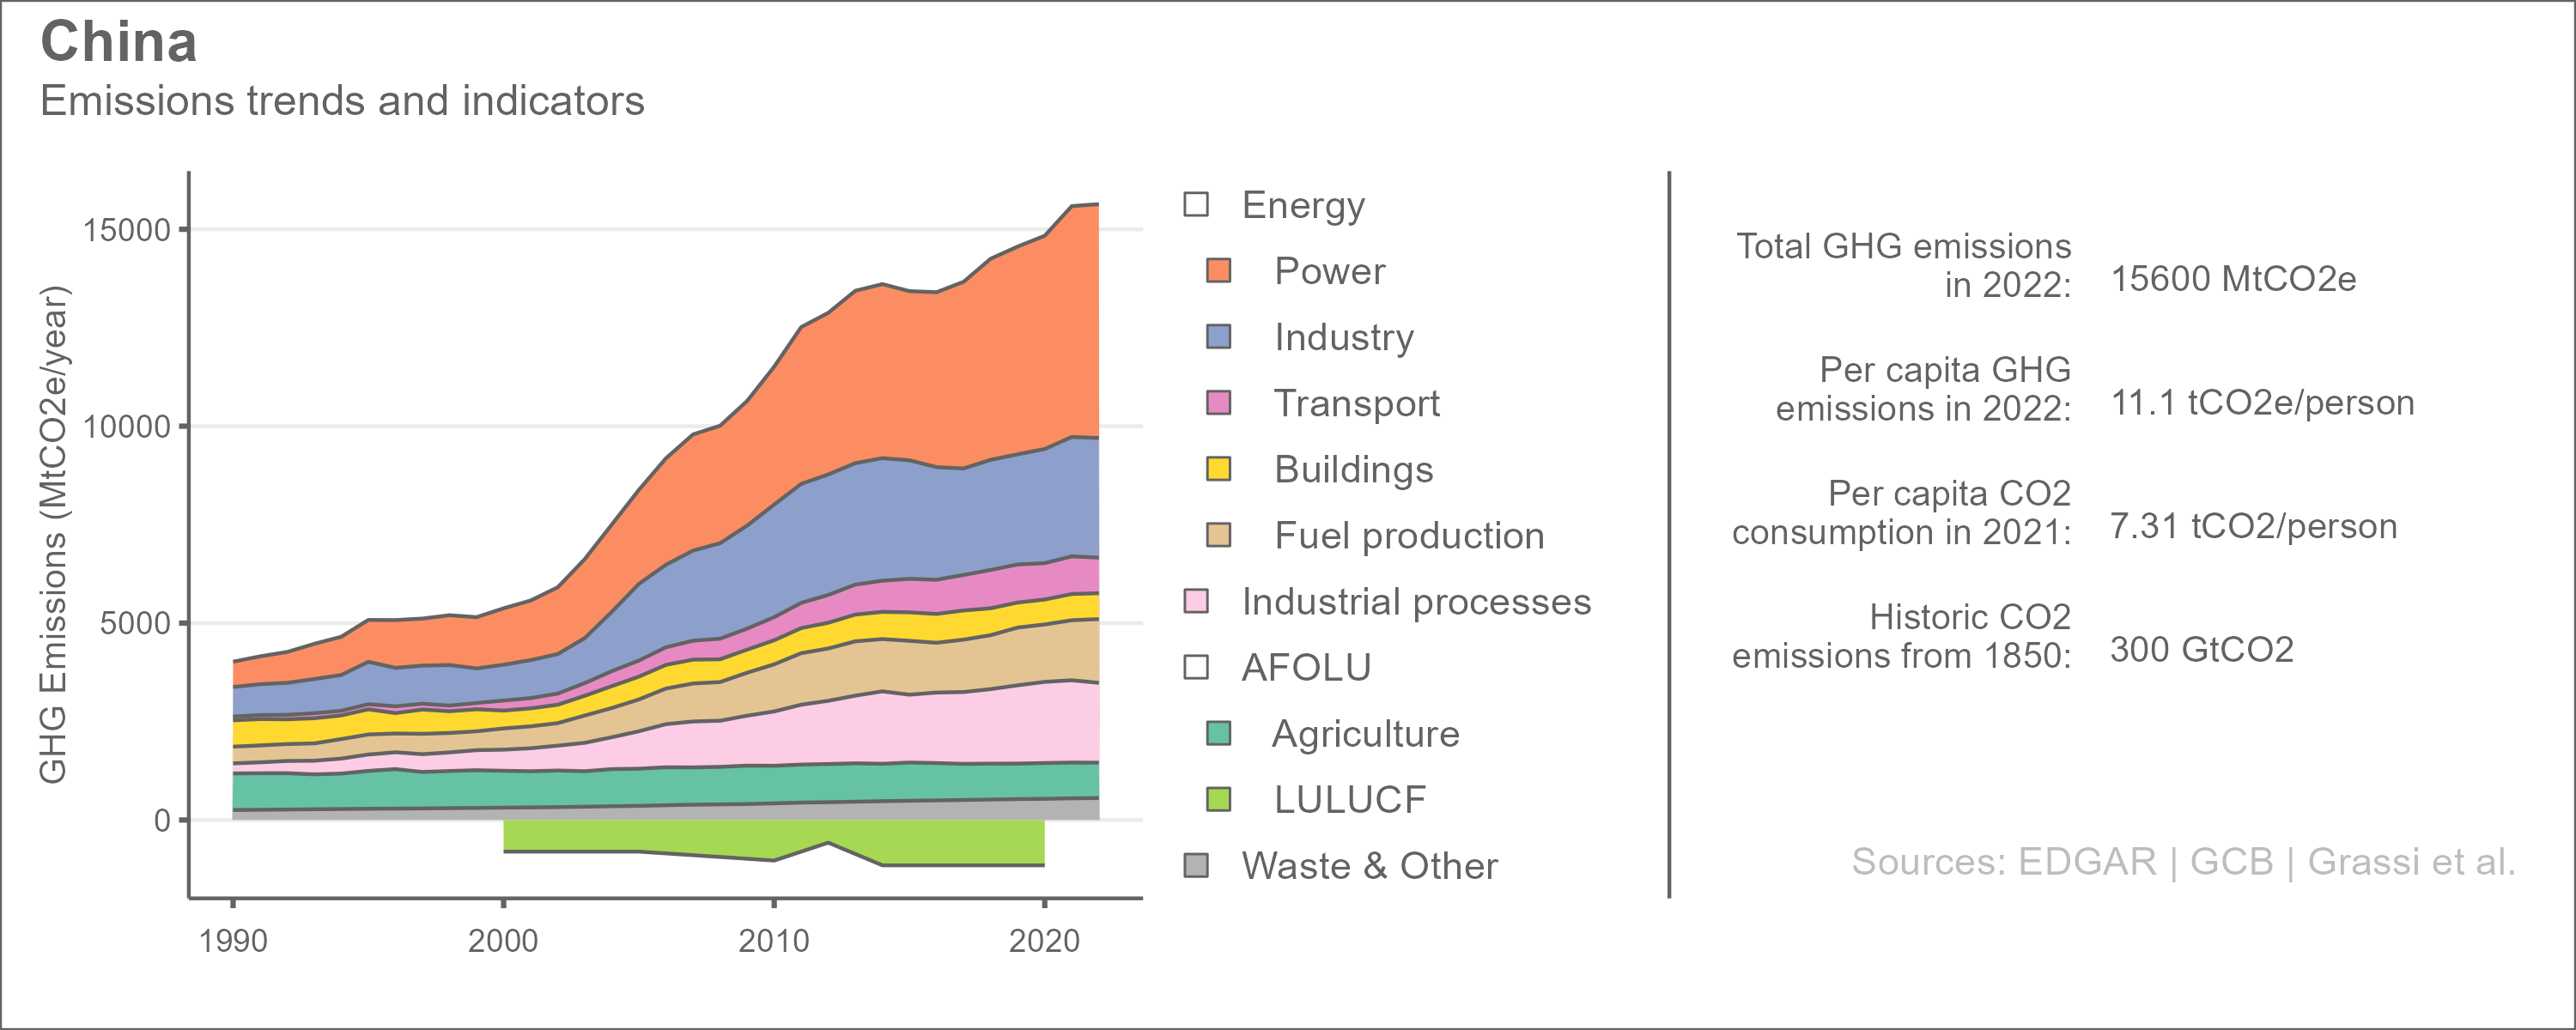 China
Emissions trends and indicators
GHG Emissions (MtCO2e/year)
15000
10000
5000
0
1990
2000
2010
2020
Energy
Power
Industry
Transport
Buildings
Fuel production
Industrial processes
AFOLU
Agriculture
LULUCF
Waste & Other
Total GHG emissions
in 2022:
15600 MtCO2e
Per capita GHG
emissions in 2022:
11.1 tCO2e/person
Per capita CO2
consumption in 2021:
7.31 tCO2/person
Historic CO2
emissions from 1850:
300 GtCO2
Sources: EDGAR | GCB | Grassi et al.